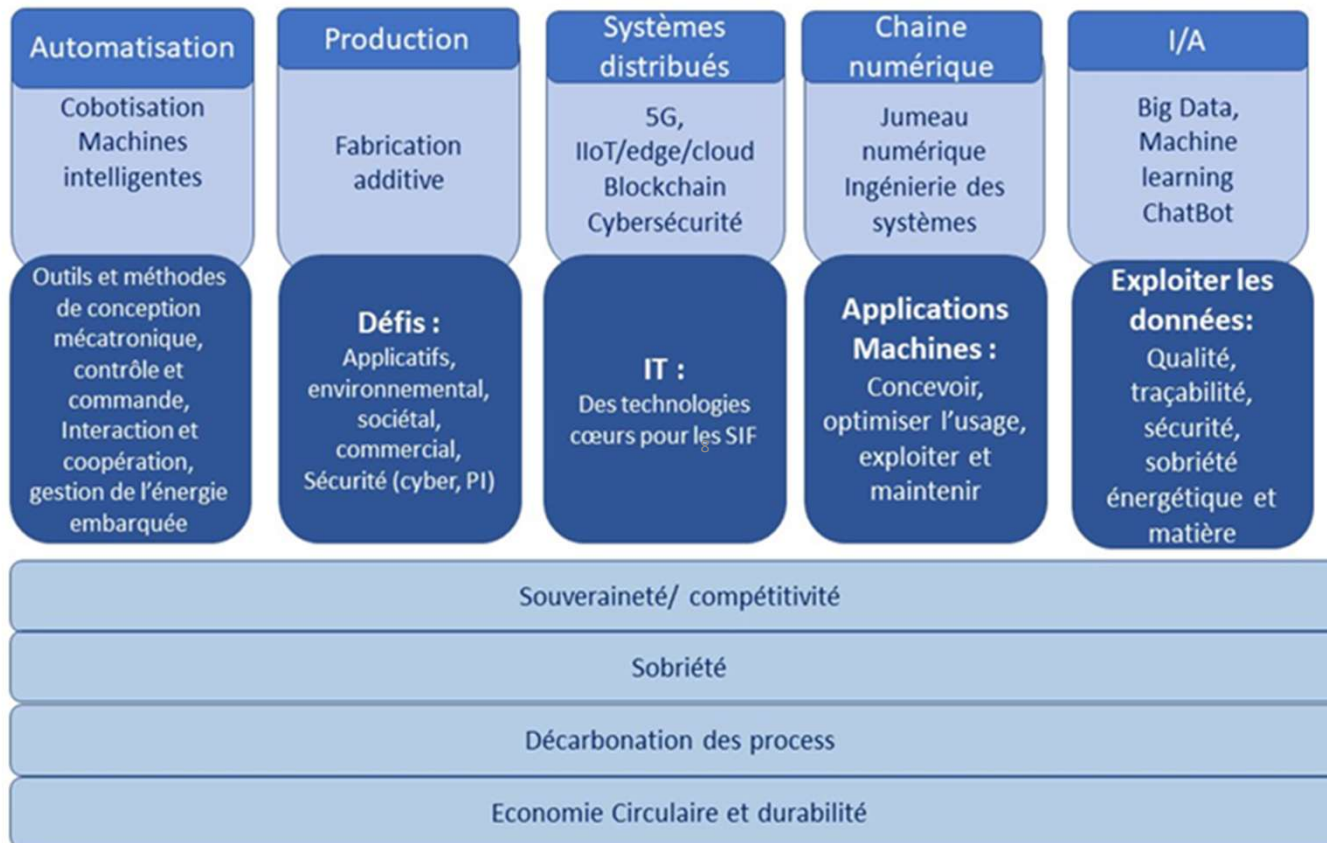 Automatisation
Cobotisation
Machines
intelligentes
Outils et méthodes
de conception
mécatronique,
contrôle et
commande,
Interaction et
coopération,
gestion de l'énergie
embarquée
Production
Fabrication
additive
Défis :
Applicatifs,
environnemental,
sociétal,
commercial,
Sécurité (cyber, PI)
Systèmes
distribués
5G,
IIoT/edge/cloud
Blockchain
Cybersécurité
IT :
Des technologies
cœurs pour les SIF
Chaine
numérique
Jumeau
numérique
Ingénierie des
systèmes
Applications
Machines :
Concevoir,
optimiser l'usage,
exploiter et
maintenir
I/A
Big Data,
Machine
learning
ChatBot
Exploiter les
données:
Qualité,
traçabilité,
sécurité,
sobriété
énergétique et
matière
Souveraineté/ compétitivité
Sobriété
Décarbonation des process
Economie Circulaire et durabilité